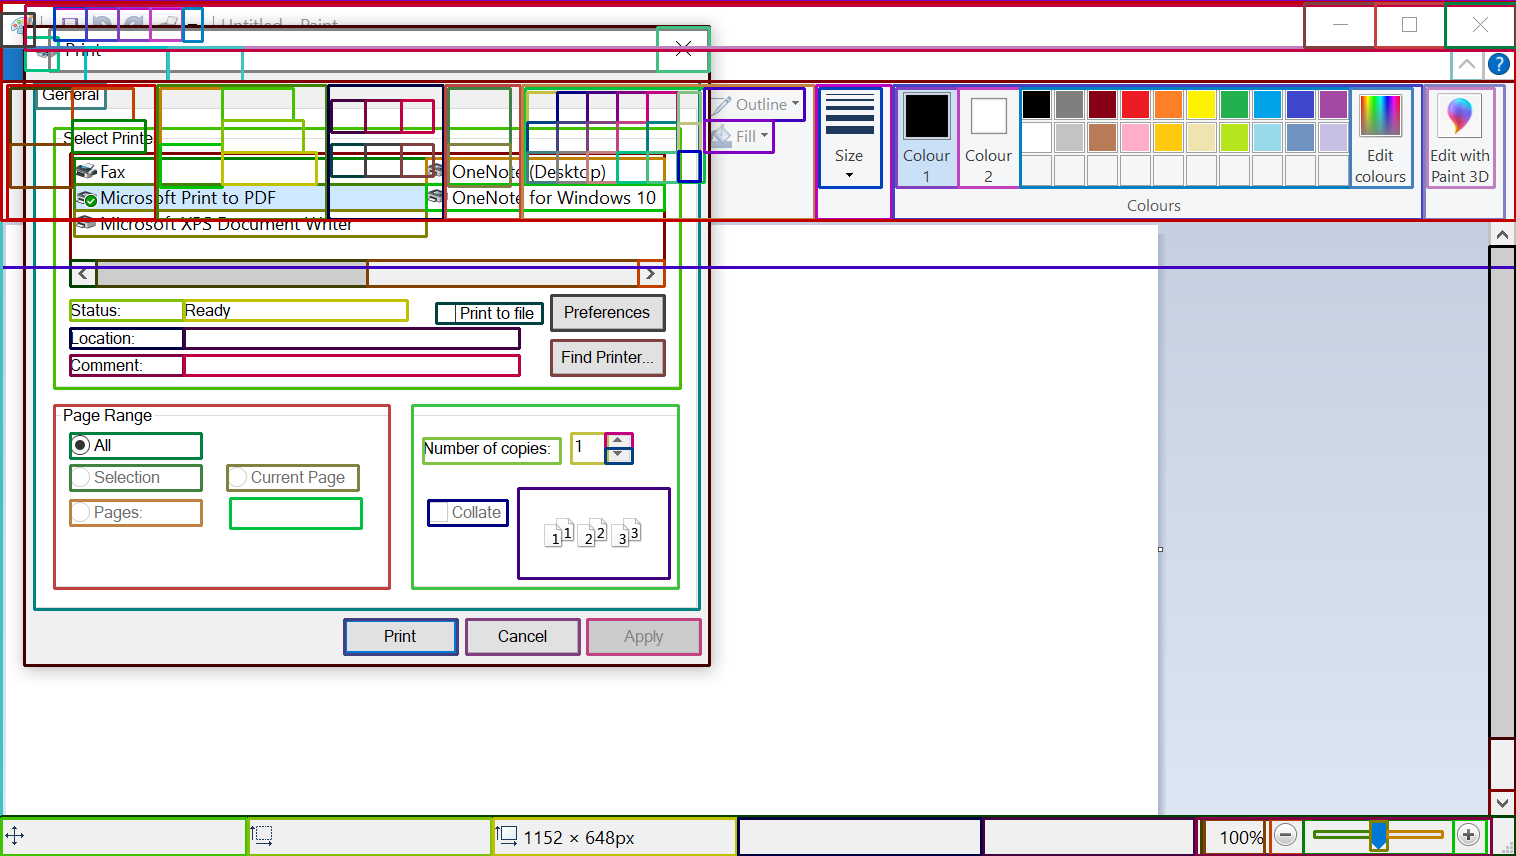 Untitled - Paint
Print
General
Select Printe
Outline
Fill
Size
Colour 1
Colour 2
Edit colours
Edit with Paint 3D
Colours
Fax
OneNote (Desktop)
Microsoft Print to PDF
OneNote for Windows 10
Microsoft XPS Document Writer
Status:
Ready
Print to file
Preferences
Location:
Comment:
Find Printer...
Page Range
All
Selection
Current Page
Pages:
Number of copies:
1
Collate
1 1 2 2 3 3
Print
Cancel
Apply
1152 × 648px
100%